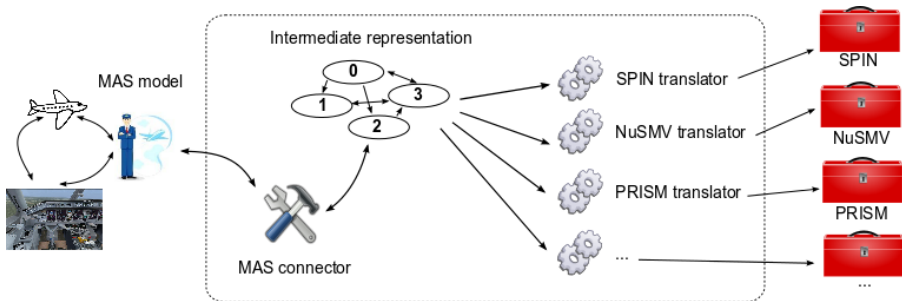 Intermediate representation
MAS model
0
1
3
2
MAS connector
SPIN translator
NuSMV translator
PRISM translator
...
SPIN
NuSMV
PRISM
...